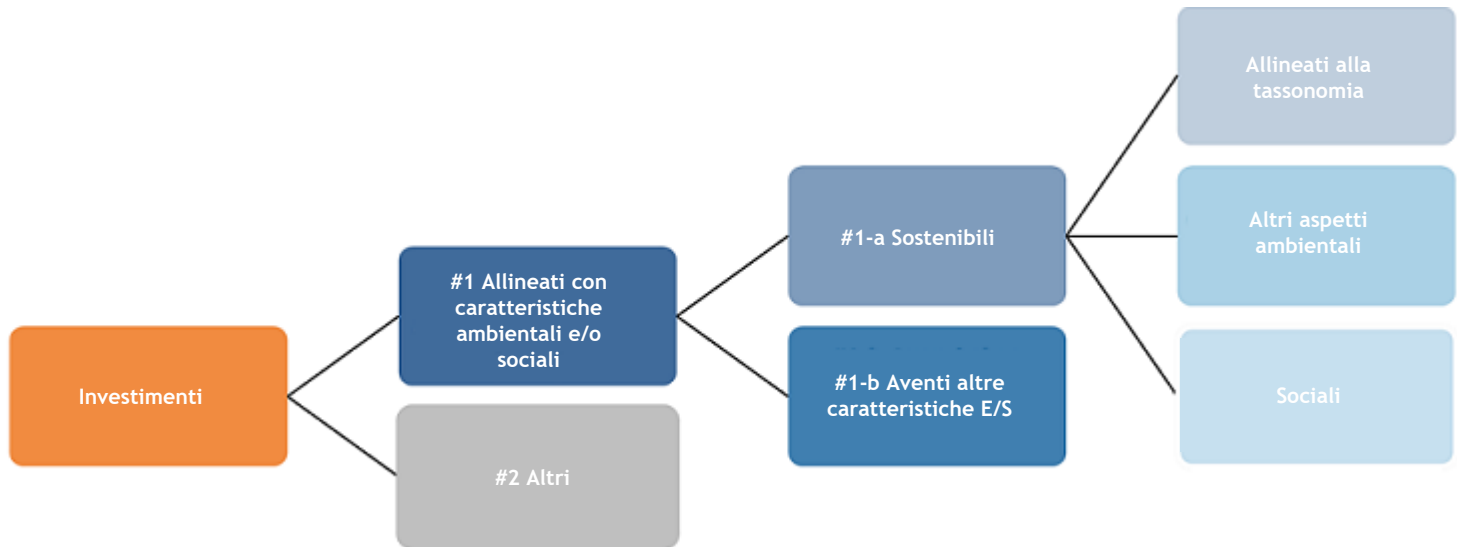 Investimenti
#1 Allineati con
caratteristiche
ambientali e/o
sociali
#2 Altri
#1-a Sostenibili
#1-b Aventi altre
caratteristiche E/S
Allineati alla
tassonomia
Altri aspetti
ambientali
Sociali